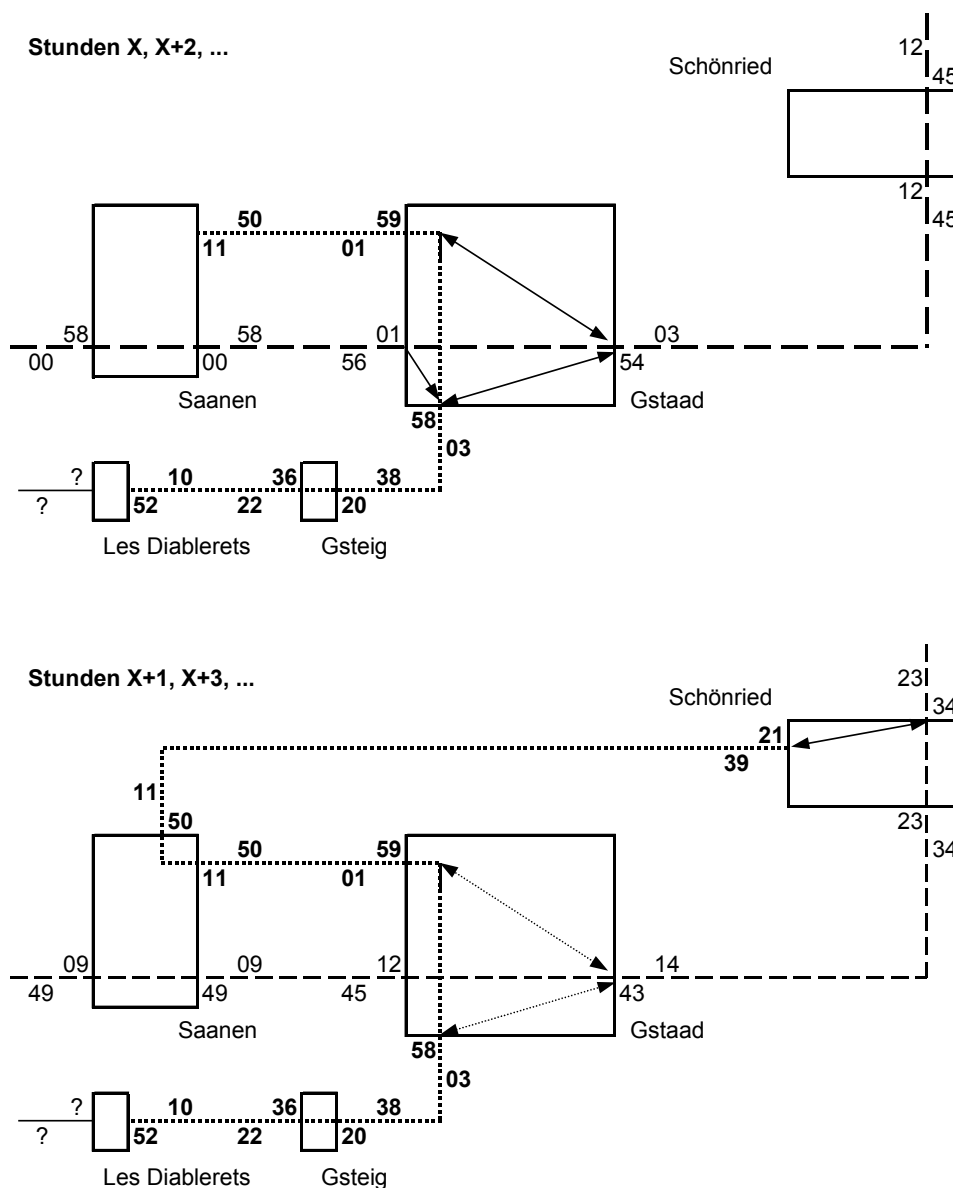 Stunden X, X+2, ...
12
Schönried
45
12
50 59 45
11 01
58 58 01 03
00 00 56 54
Saanen 58 Gstaad
03
? 10 36 38
? 52 22 20
Les Diablerets Gsteig
Stunden X+1, X+3, ...
23
Schönried
34
21
39
11
50 23
50 59 34
11 01
09 09 12 14
49 49 45 43
Saanen Gstaad
58
03
? 10 36 38
? 52 22 20
Les Diablerets Gsteig